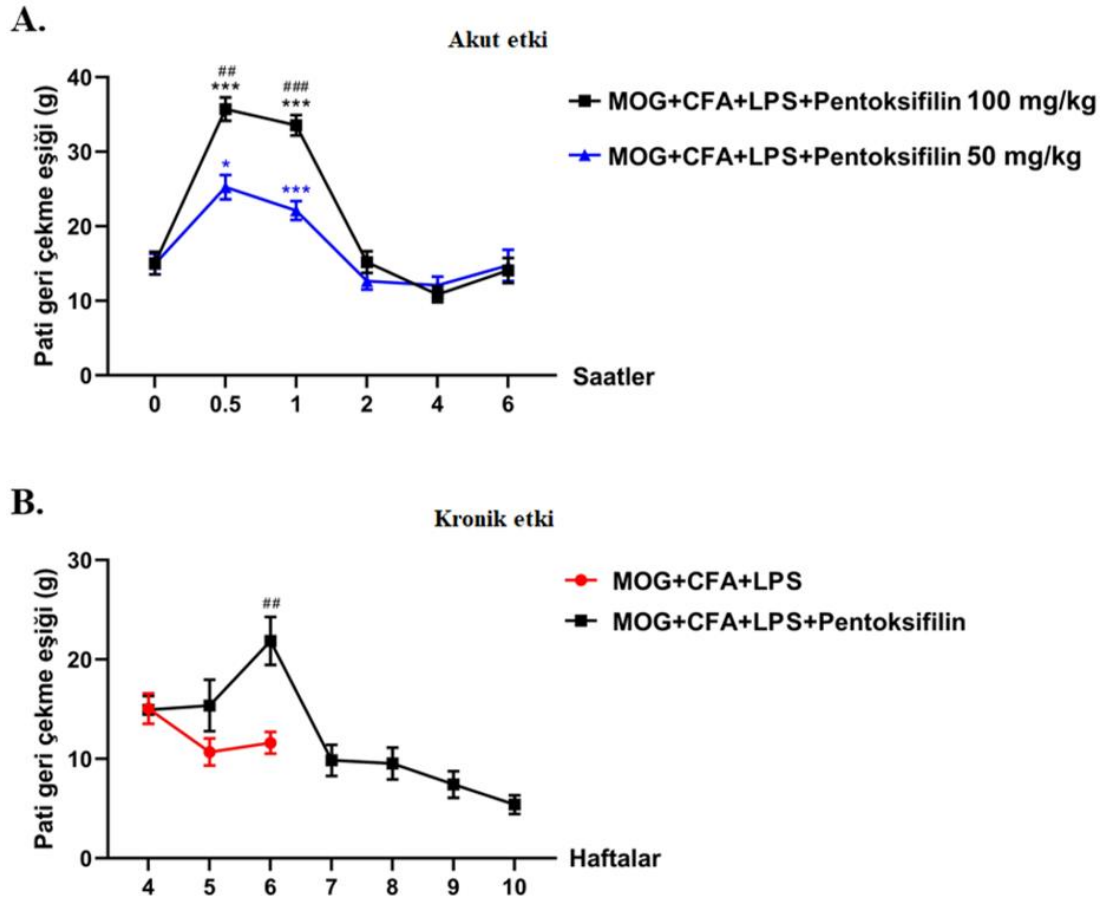 A.
Akut etki
## ###
*** ***
* ***
MOG+CFA+LPS+Pentoksifilin 100 mg/kg
MOG+CFA+LPS+Pentoksifilin 50 mg/kg
Pati geri çekme eşiği (g)
40
30
20
10
0
0 0.5 1 2 4 6
Saatler
B.
Kronik etki
##
MOG+CFA+LPS
MOG+CFA+LPS+Pentoksifilin
Pati geri çekme eşiği (g)
30
20
10
0
4 5 6 7 8 9 10
Haftalar